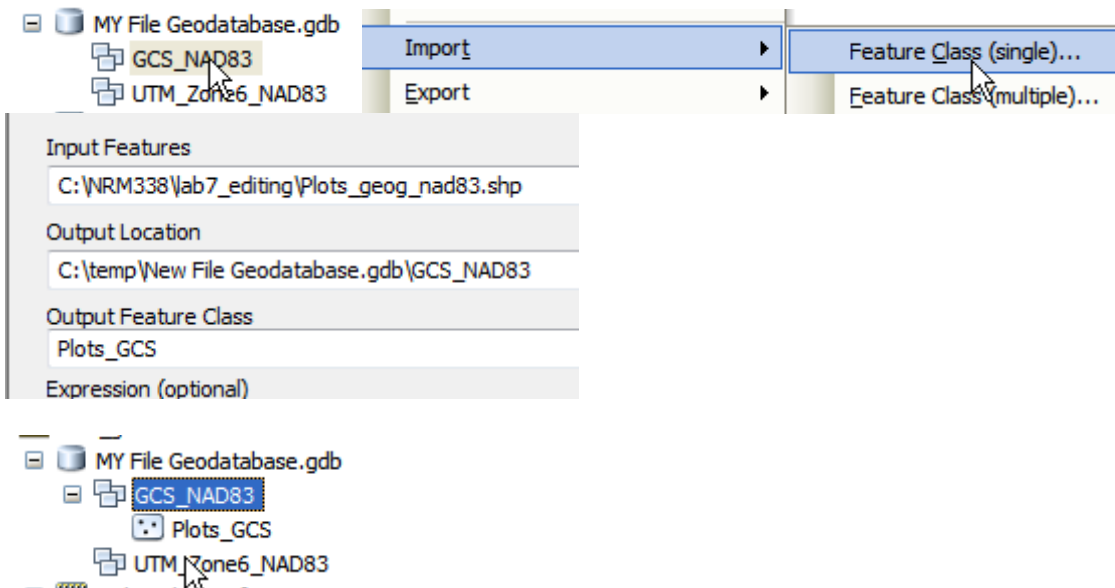 MY File Geodatabase.gdb
GCS_NAD83
UTM_Zone6_NAD83
Import
Export
Feature Class (single)...
Feature Class (multiple)...
Input Features
C:\NRM338\lab7_editing\Plots_geog_nad83.shp
Output Location
C:\temp\New File Geodatabase.gdb\GCS_NAD83
Output Feature Class
Plots_GCS
Expression (optional)
MY File Geodatabase.gdb
GCS_NAD83
Plots_GCS
UTM_Zone6_NAD83